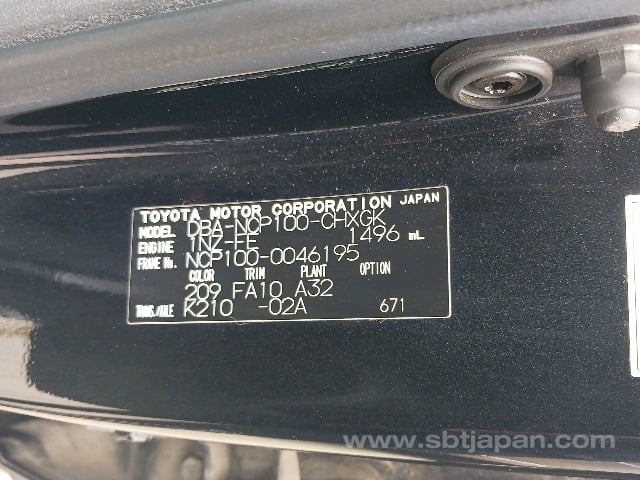 TOYOTA MOTOR CORPORATION JAPAN
MODEL DBA-NCP100-CHXGK
ENGINE 1NZ-FE 1496 mL
FRAME No. NCP100-0046195
COLOR TRIM PLANT OPTION
209 FA10 A32
TRANS./AXLE K210 -02A 671
www.sbtjapan.com